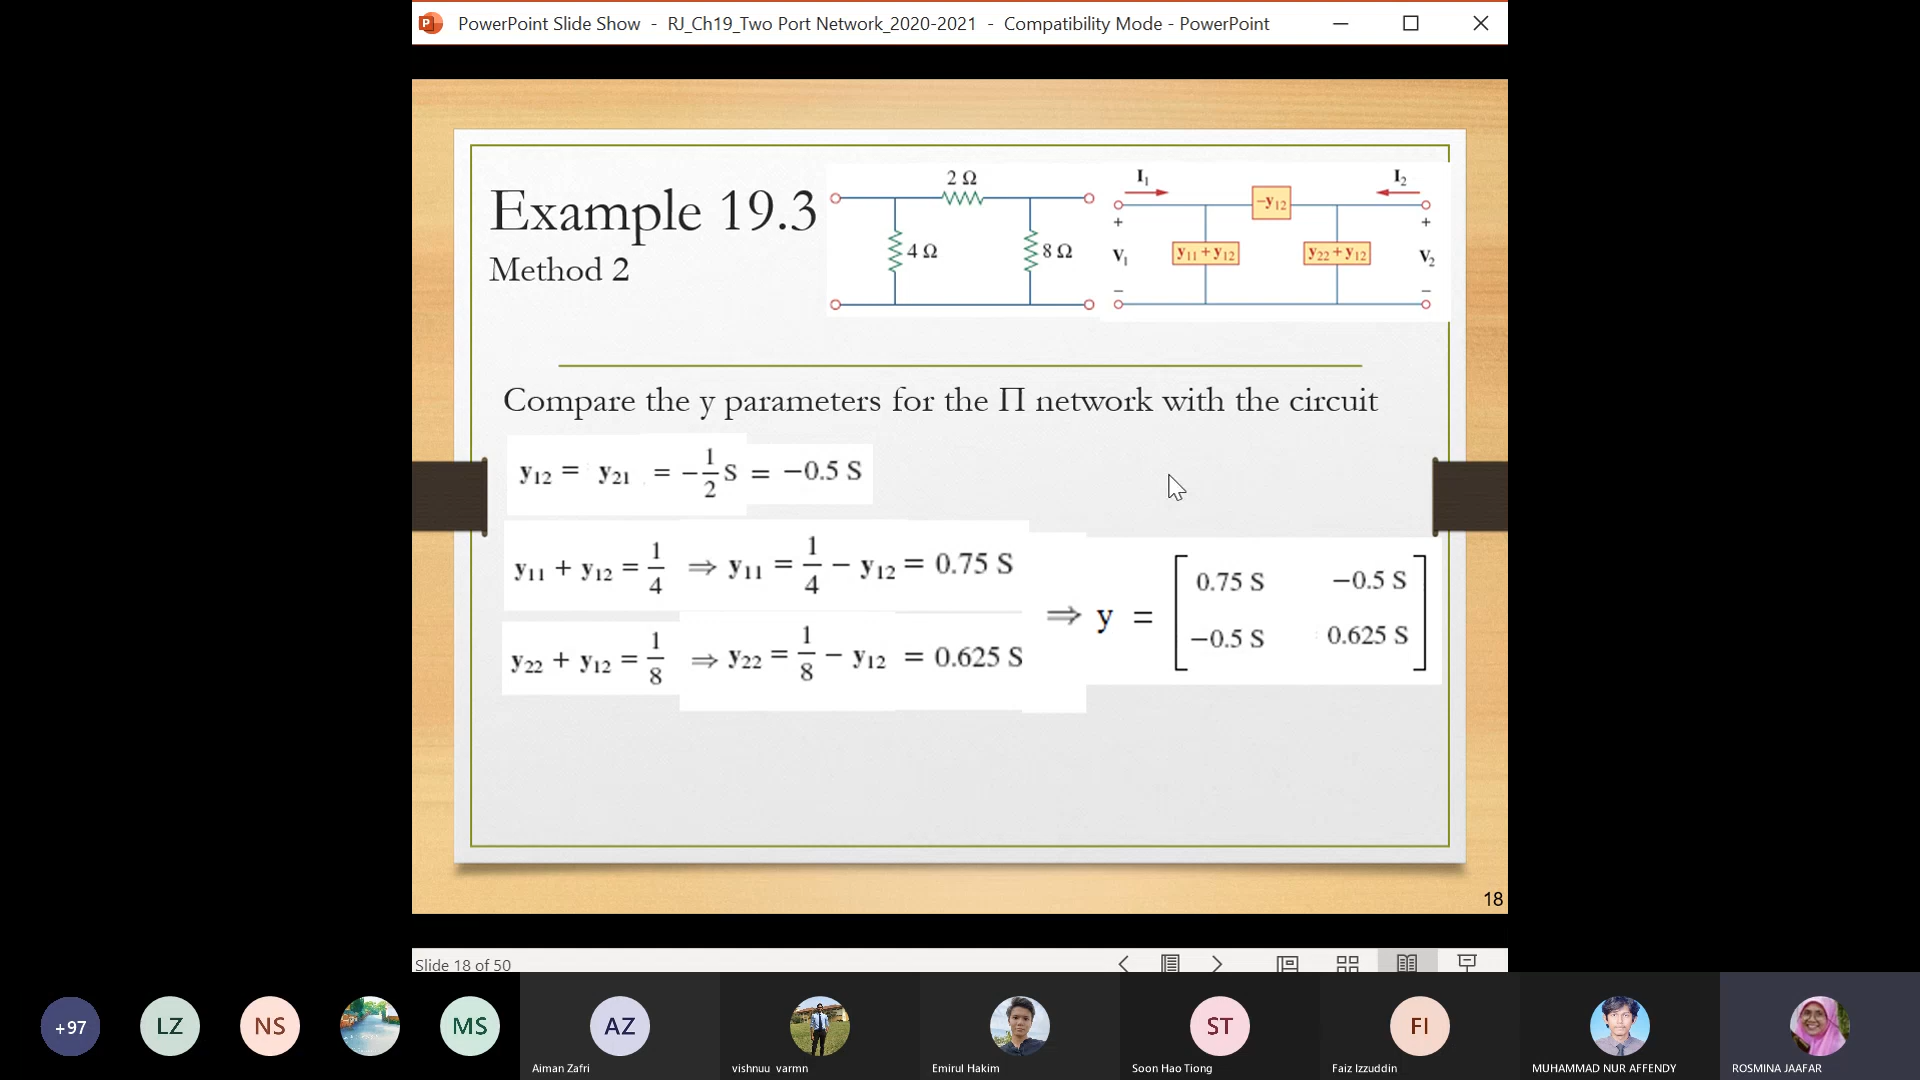 PowerPoint Slide Show - RJ_Ch19_Two Port Network_2020-2021 - Compatibility Mode - PowerPoint
Example 19.3
Method 2
2 Ω
4 Ω
8 Ω
I1
I2
−y12
+
+
V1
y11 + y12
y22 + y12
V2
−
−
Compare the y parameters for the Π network with the circuit
y12 = y21 = −1/2 S = −0.5 S
y11 + y12 = 1/4 ⇒ y11 = 1/4 − y12 = 0.75 S
y22 + y12 = 1/8 ⇒ y22 = 1/8 − y12 = 0.625 S
⇒ y = [ 0.75 S −0.5 S
−0.5 S 0.625 S ]
18
Slide 18 of 50
+97
LZ
NS
MS
AZ
ST
FI
Aiman Zafri
vishnuu varmn
Emirul Hakim
Soon Hao Tiong
Faiz Izzuddin
MUHAMMAD NUR AFFENDY
ROSMINA JAAFAR